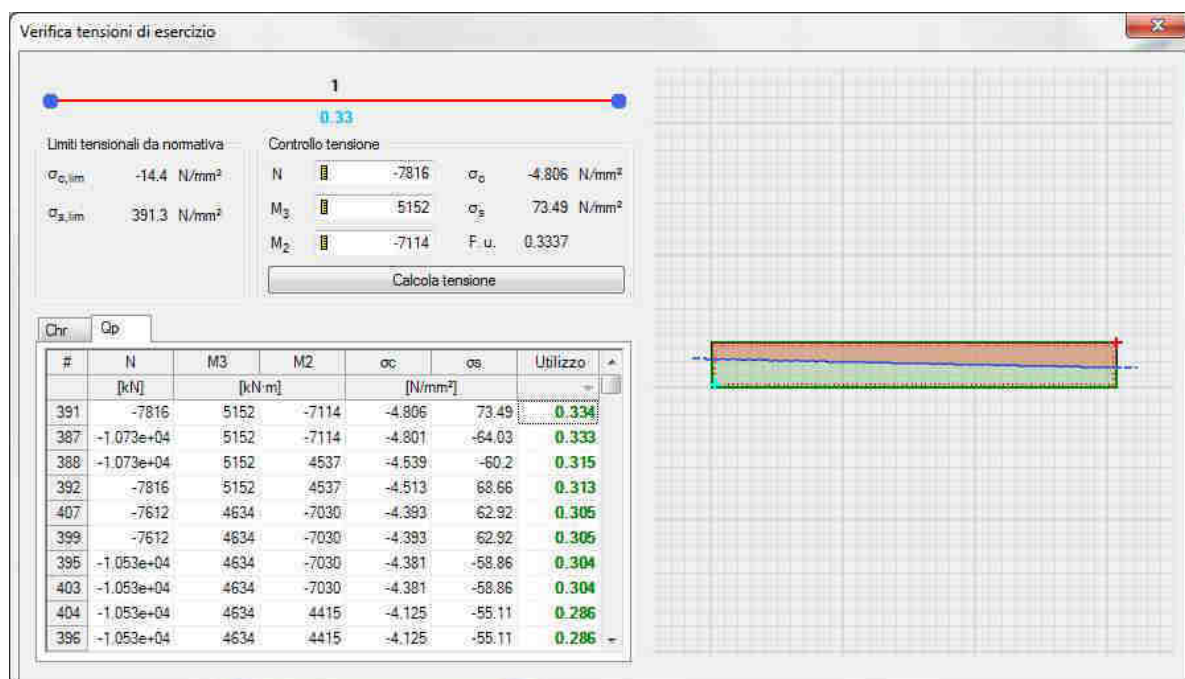 Verifica tensioni di esercizio
1
0.33
Limiti tensionali da normativa
σc,lim -14.4 N/mm²
σs,lim 391.3 N/mm²
Controllo tensione
N -7816 σc -4.806 N/mm²
M3 5152 σs 73.49 N/mm²
M2 -7114 F. u. 0.3337
Calcola tensione
Chr Qp
# N M3 M2 σc σs Utilizzo
[kN] [kN·m] [N/mm²]
391 -7816 5152 -7114 -4.806 73.49 0.334
387 -1.073e+04 5152 -7114 -4.801 -64.03 0.333
388 -1.073e+04 5152 4537 -4.539 -60.2 0.315
392 -7816 5152 4537 -4.513 68.66 0.313
407 -7612 4634 -7030 -4.393 62.92 0.305
399 -7612 4634 -7030 -4.393 62.92 0.305
395 -1.053e+04 4634 -7030 -4.381 -58.86 0.304
403 -1.053e+04 4634 -7030 -4.381 -58.86 0.304
404 -1.053e+04 4634 4415 -4.125 -55.11 0.286
396 -1.053e+04 4634 4415 -4.125 -55.11 0.286